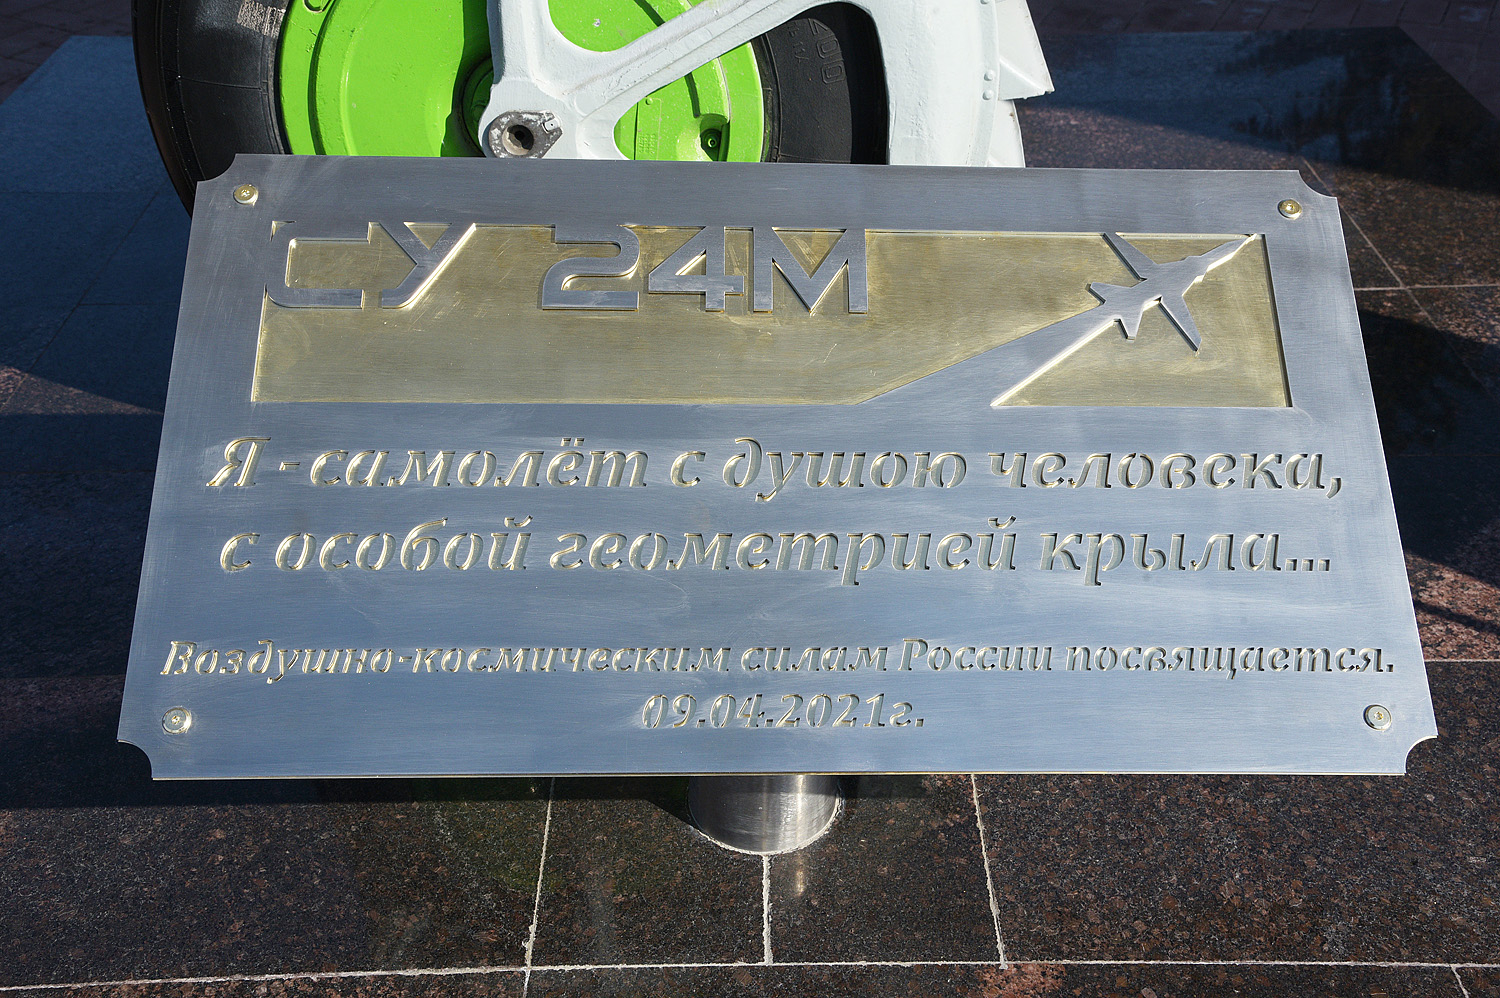 СУ 24М
Я - самолёт с душою человека,
с особой геометрией крыла...
Воздушно-космическим силам России посвящается.
09.04.2021г.